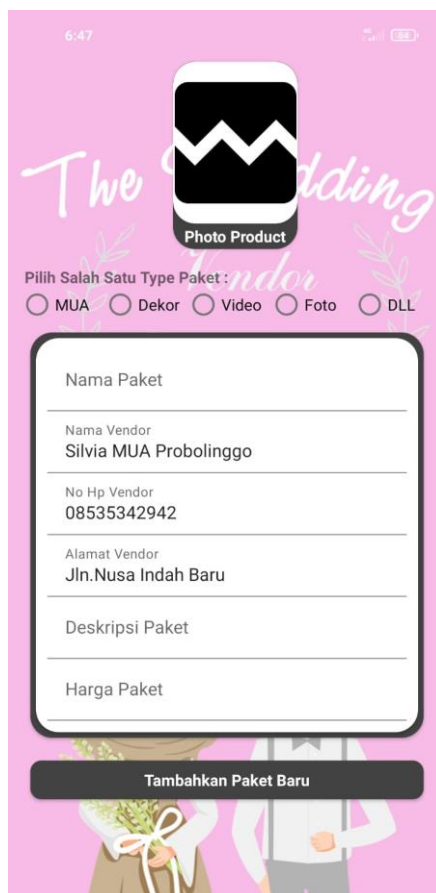 6:47
84
The Wedding
Photo Product
Vendor
Pilih Salah Satu Type Paket :
MUA Dekor Video Foto DLL
Nama Paket
Nama Vendor
Silvia MUA Probolinggo
No Hp Vendor
08535342942
Alamat Vendor
Jln.Nusa Indah Baru
Deskripsi Paket
Harga Paket
Tambahkan Paket Baru